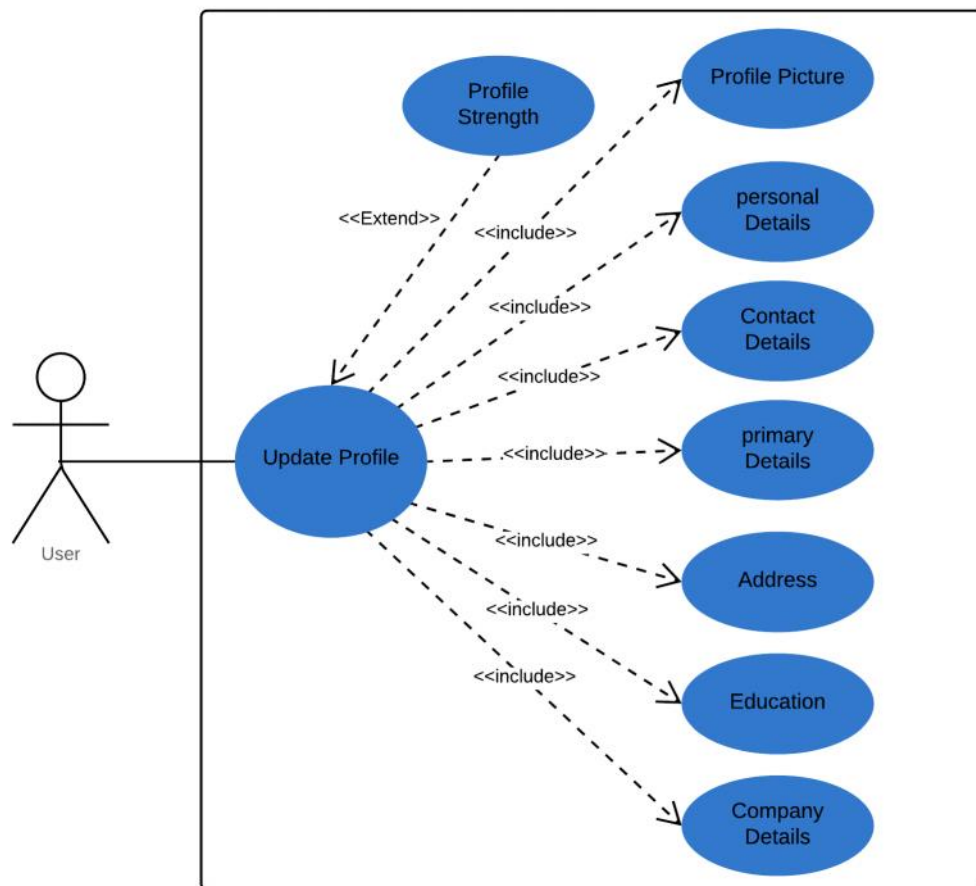 Profile
Strength
Profile Picture
<<Extend>>
<<include>>
personal
Details
<<include>>
Contact
Details
<<include>>
Update Profile
<<include>>
primary
Details
User
<<include>>
Address
<<include>>
Education
<<include>>
Company
Details